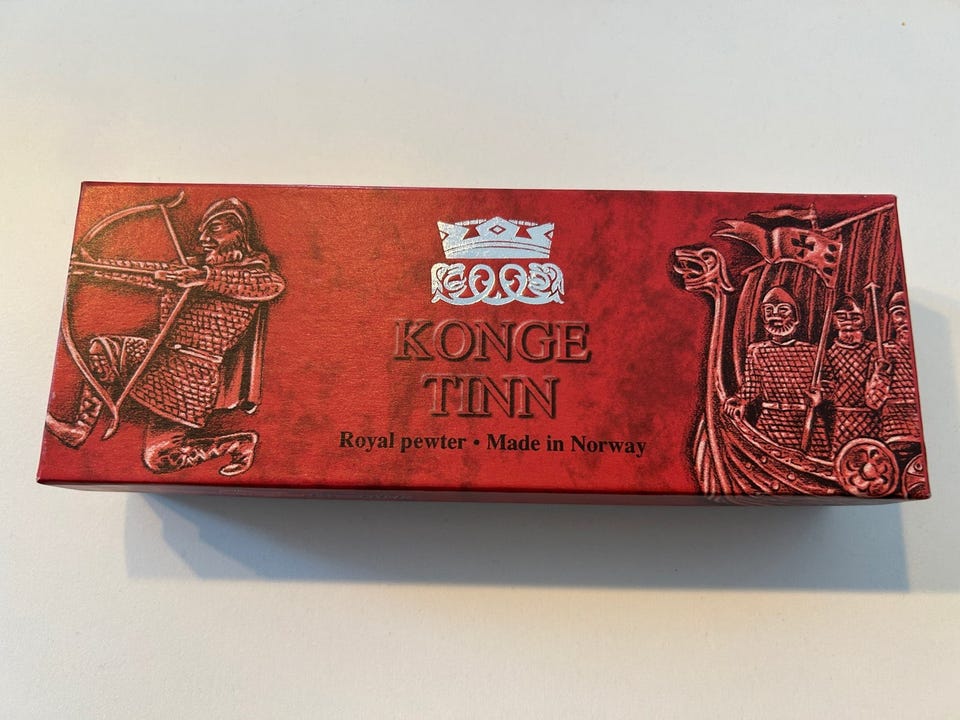 KONGE
TINN
Royal pewter • Made in Norway